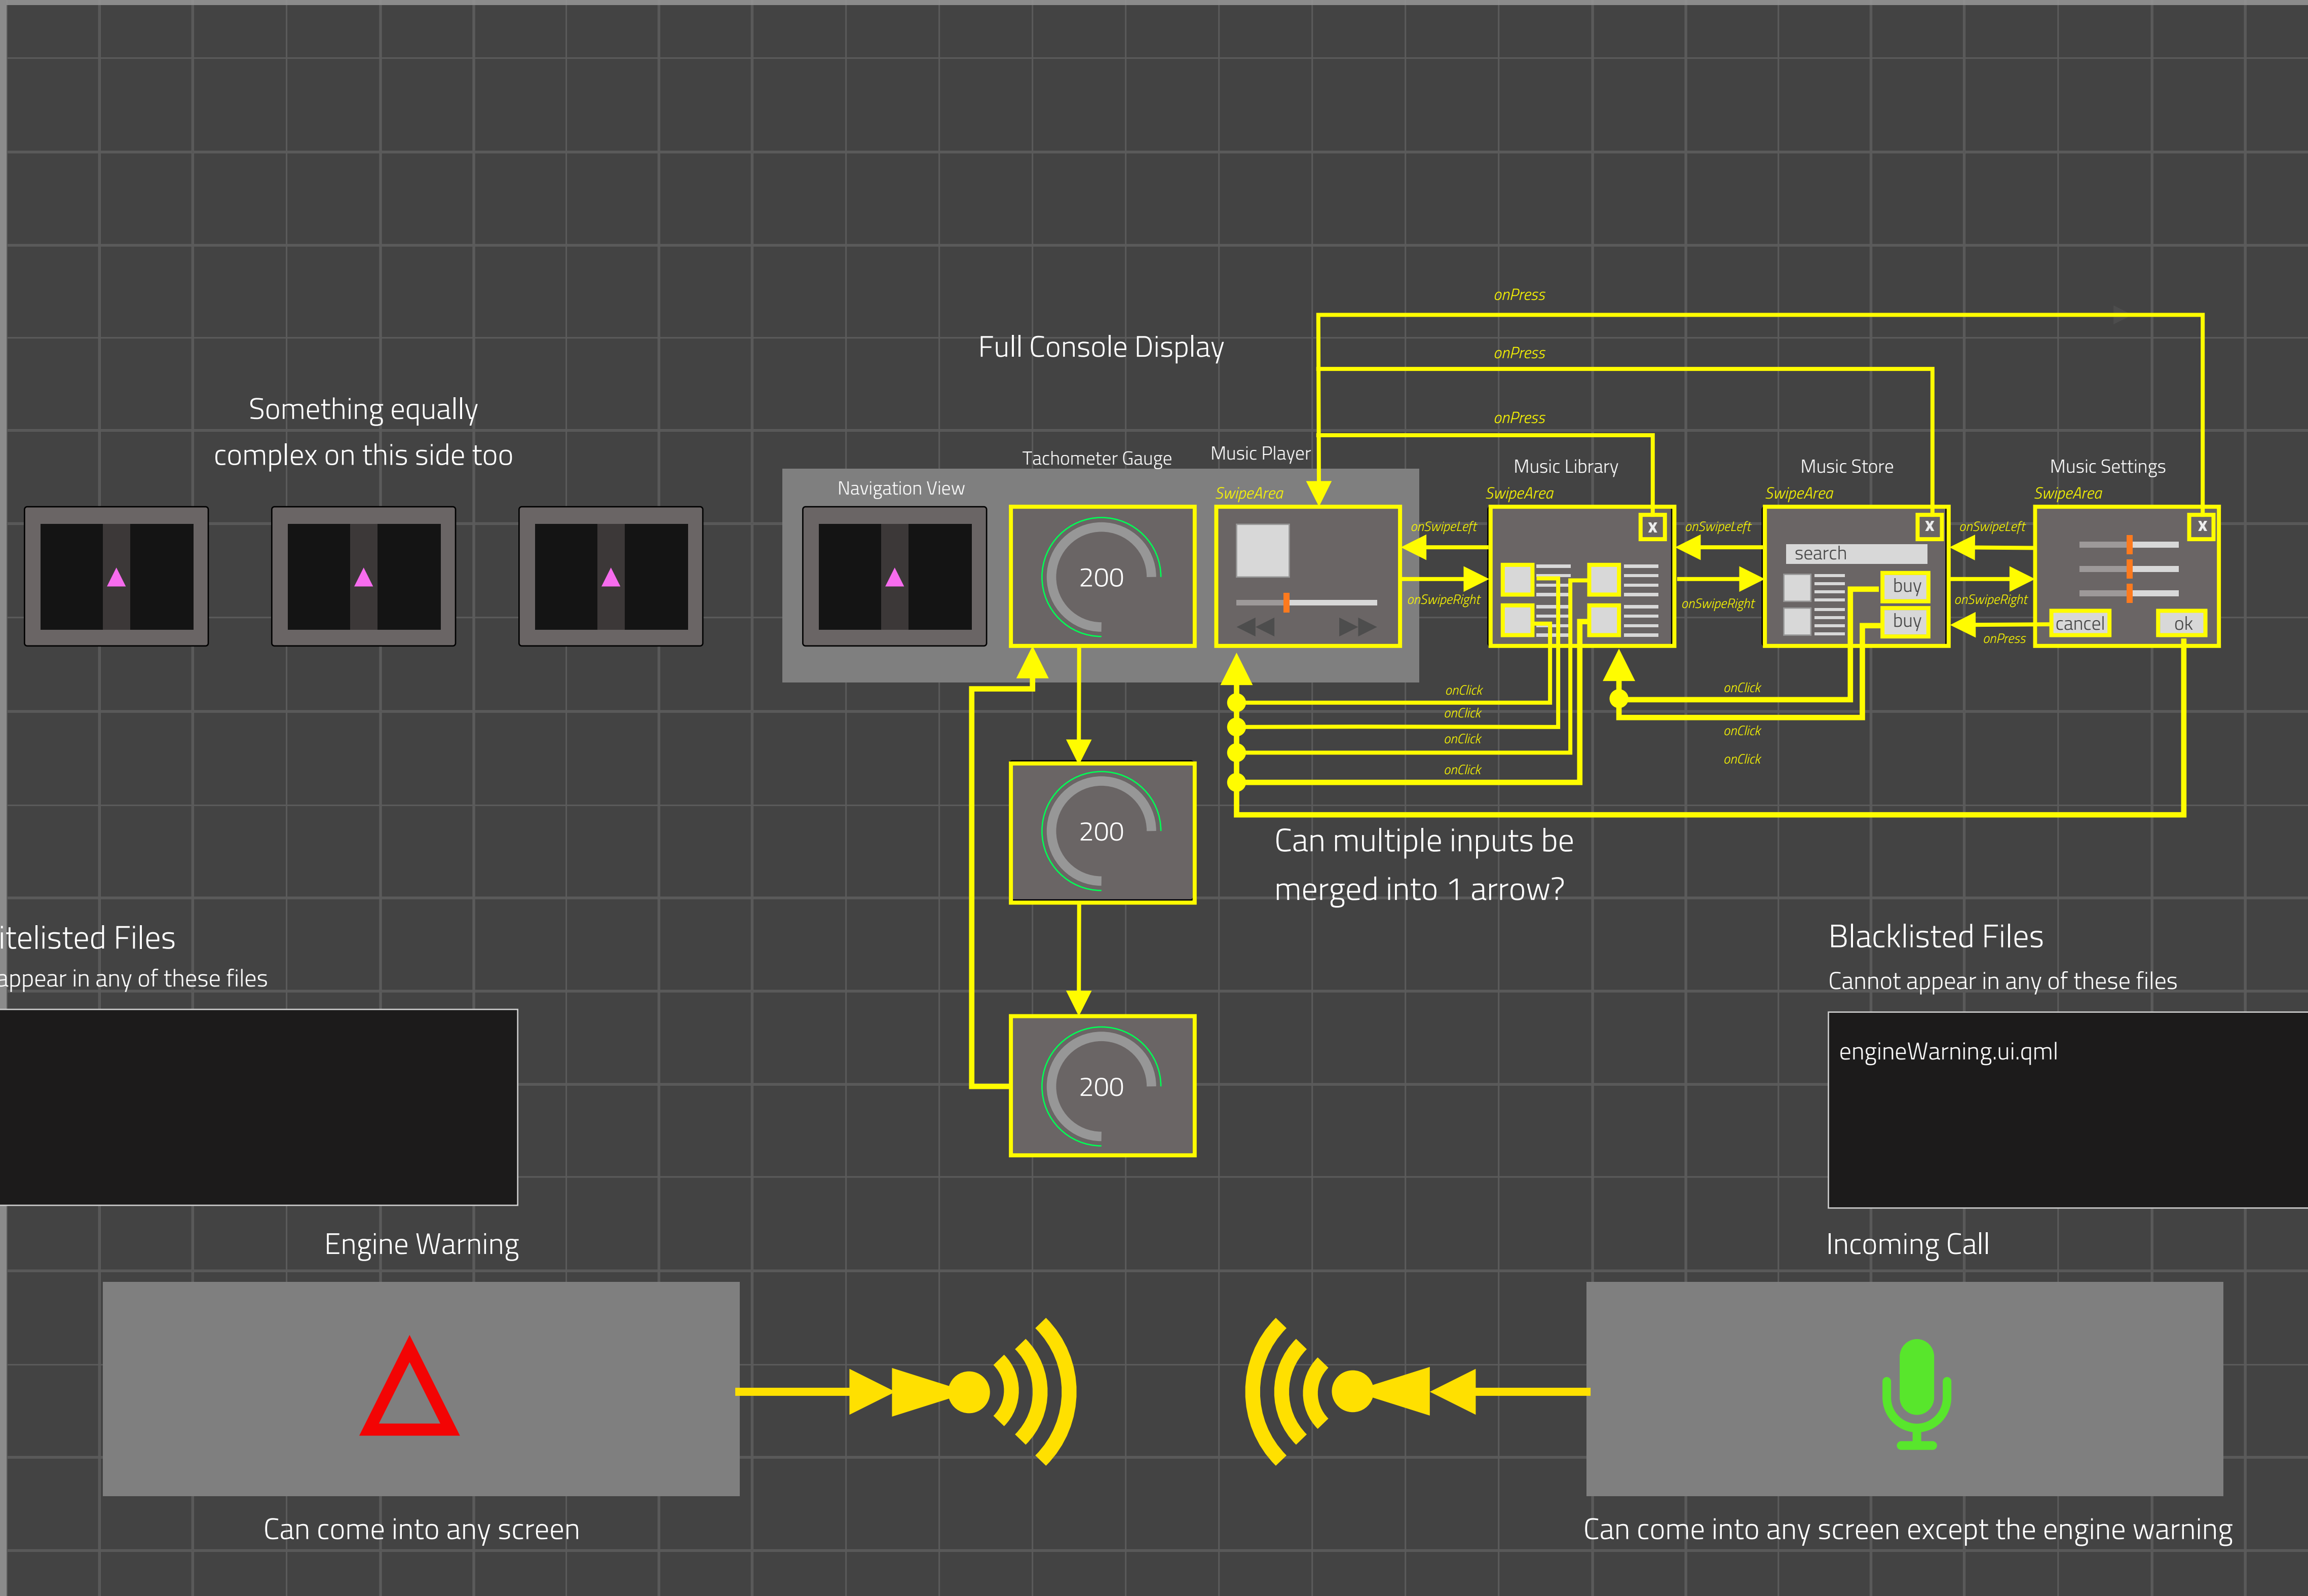 onPress
Full Console Display
onPress
Something equally
complex on this side too
onPress
Tachometer Gauge
Music Player
Music Library
Music Store
Music Settings
Navigation View
SwipeArea
SwipeArea
SwipeArea
SwipeArea
x
x
x
onSwipeLeft
onSwipeLeft
onSwipeLeft
search
200
buy
onSwipeRight
onSwipeRight
onSwipeRight
buy
cancel
ok
onPress
onClick
onClick
onClick
onClick
onClick
onClick
onClick
200
Can multiple inputs be
merged into 1 arrow?
itelisted Files
appear in any of these files
Blacklisted Files
Cannot appear in any of these files
engineWarning.ui.qml
200
Engine Warning
Incoming Call
Can come into any screen
Can come into any screen except the engine warning